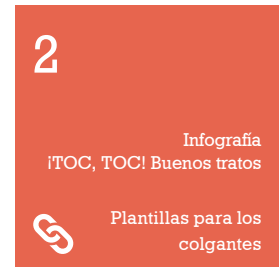 2
Infografía
¡TOC, TOC! Buenos tratos
Plantillas para los
colgantes